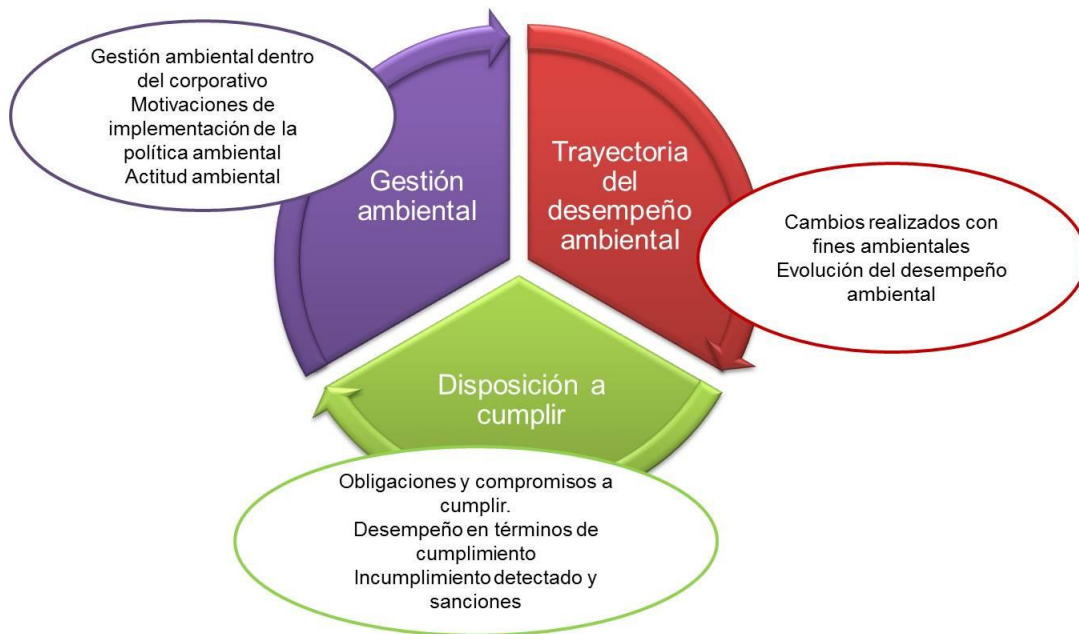 Gestión ambiental dentro
del corporativo
Motivaciones de
implementación de la
política ambiental
Actitud ambiental
Gestión
ambiental
Trayectoria
del
desempeño
ambiental
Cambios realizados con
fines ambientales
Evolución del desempeño
ambiental
Disposición a
cumplir
Obligaciones y compromisos a
cumplir.
Desempeño en términos de
cumplimiento
Incumplimiento detectado y
sanciones